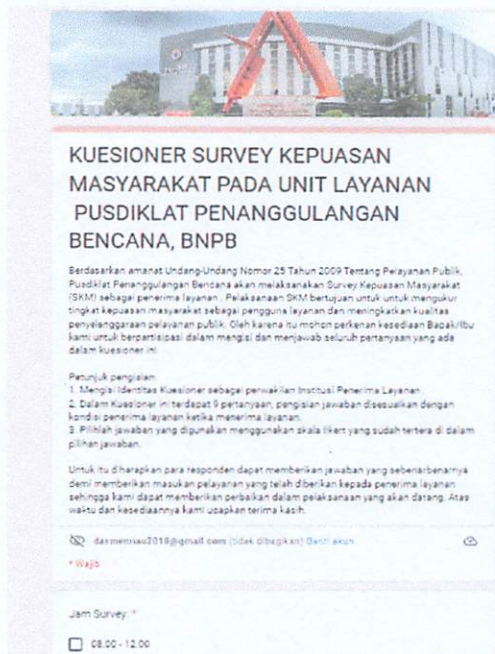 KUESIONER SURVEY KEPUASAN
MASYARAKAT PADA UNIT LAYANAN
PUSDIKLAT PENANGGULANGAN
BENCANA, BNPB
Berdasarkan amanat Undang-Undang Nomor 25 Tahun 2009 Tentang Pelayanan Publik,
Pusdiklat Penanggulangan Bencana akan melaksanakan Survey Kepuasan Masyarakat
(SKM) sebagai penerima layanan . Pelaksanaan SKM bertujuan untuk untuk mengukur
tingkat kepuasan masyarakat sebagai pengguna layanan dan meningkatkan kualitas
penyelenggaraan pelayanan publik. Oleh karena itu mohon perkenan kesediaan Bapak/Ibu
kami untuk berpartisipasi dalam mengisi dan menjawab seluruh pertanyaan yang ada
dalam kuesioner ini
Petunjuk pengisian:
1. Mengisi Identitas Kuesioner sebagai perwakilan Institusi Penerima Layanan.
2. Dalam Kuesioner ini terdapat 9 pertanyaan, pengisian jawaban disesuaikan dengan
kondisi penerima layanan ketika menerima layanan.
3. Pilihlah jawaban yang digunakan menggunakan skala likert yang sudah tertera di dalam
pilihan jawaban.
Untuk itu diharapkan para responden dapat memberikan jawaban yang sebenarbenarnya
demi memberikan masukan pelayanan yang telah diberikan kepada penerima layanan
sehingga kami dapat memberikan perbaikan dalam pelaksanaan yang akan datang. Atas
waktu dan kesediaannya kami ucapkan terima kasih.
(tidak dibagikan) Ganti akun
* Wajib
Jam Survey: *
08.00 - 12.00